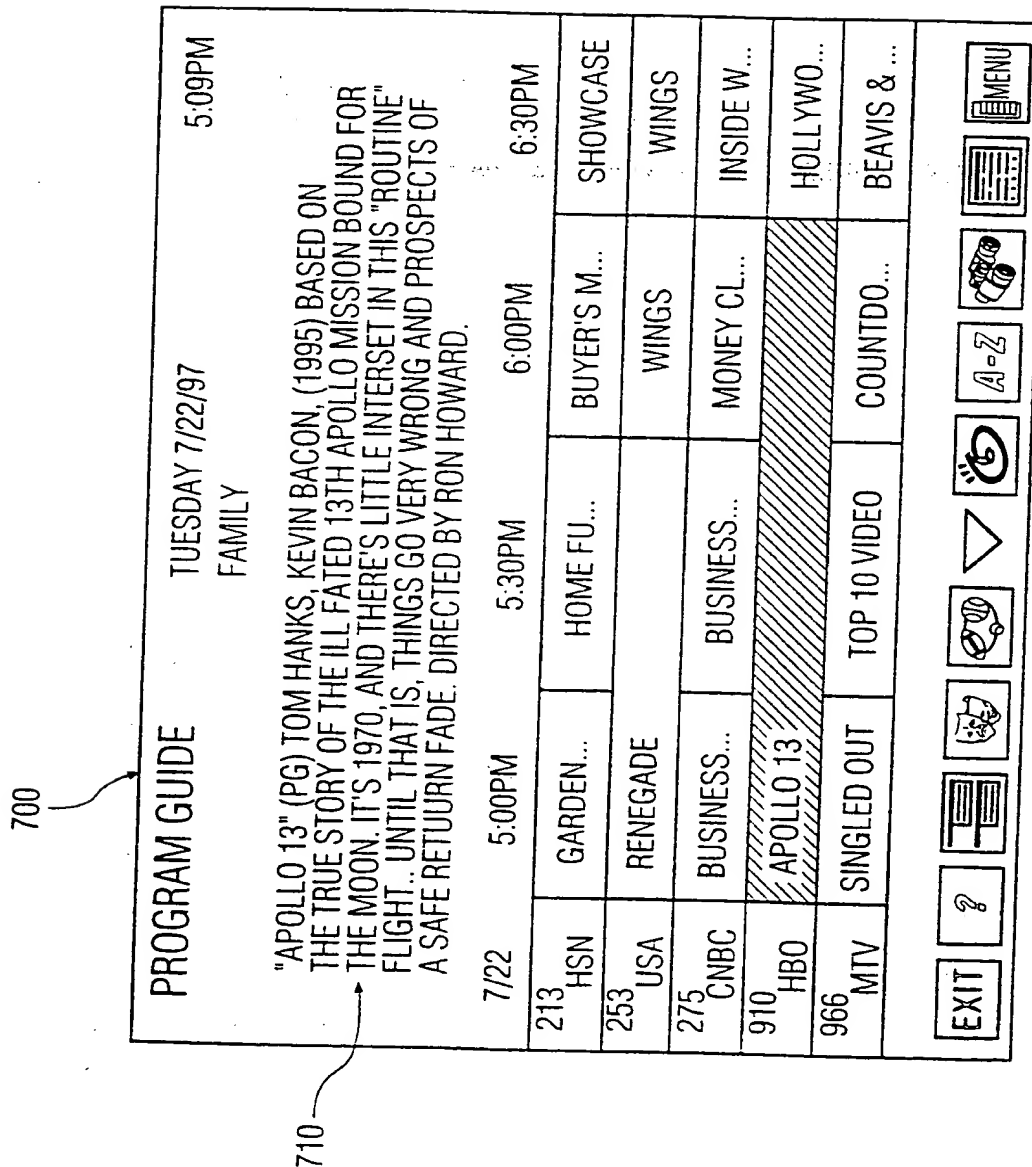 700
710
PROGRAM GUIDE TUESDAY 7/22/97 5:09PM
FAMILY
"APOLLO 13" (PG) TOM HANKS, KEVIN BACON, (1995) BASED ON
THE TRUE STORY OF THE ILL FATED 13TH APOLLO MISSION BOUND FOR
THE MOON. IT'S 1970, AND THERE'S LITTLE INTERSET IN THIS "ROUTINE"
FLIGHT.. UNTIL THAT IS, THINGS GO VERY WRONG AND PROSPECTS OF
A SAFE RETUURN FADE. DIRECTED BY RON HOWARD.
7/22 5:00PM 5:30PM 6:00PM 6:30PM
213 HSN GARDEN... HOME FU... BUYER'S M... SHOWCASE
253 USA RENEGADE WINGS WINGS
275 CNBC BUSINESS... BUSINESS... MONEY CL... INSIDE W...
910 HBO APOLLO 13 HOLLYWO...
966 MTV SINGLED OUT TOP 10 VIDEO COUNTDO... BEAVIS & ...
EXIT ? A-Z MENU